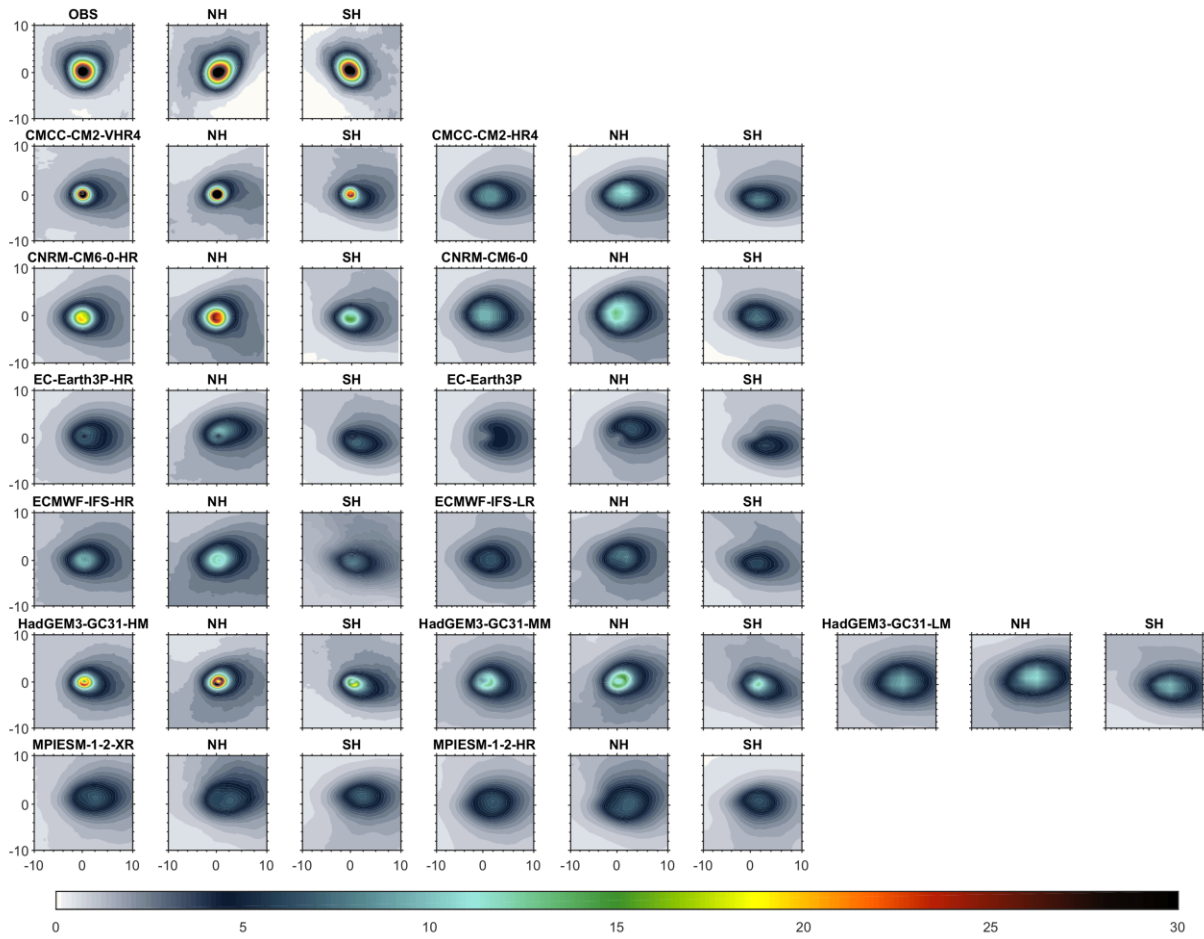 OBS NH SH
10
0
-10
CMCC-CM2-VHR4 NH SH CMCC-CM2-HR4 NH SH
10
0
-10
CNRM-CM6-0-HR NH SH CNRM-CM6-0 NH SH
10
0
-10
EC-Earth3P-HR NH SH EC-Earth3P NH SH
10
0
-10
ECMWF-IFS-HR NH SH ECMWF-IFS-LR NH SH
10
0
-10
HadGEM3-GC31-HM NH SH HadGEM3-GC31-MM NH SH HadGEM3-GC31-LM NH SH
10
0
-10
MPIESM-1-2-XR NH SH MPIESM-1-2-HR NH SH
10
0
-10
-10 0 10 -10 0 10 -10 0 10 -10 0 10 -10 0 10 -10 0 10
0 5 10 15 20 25 30